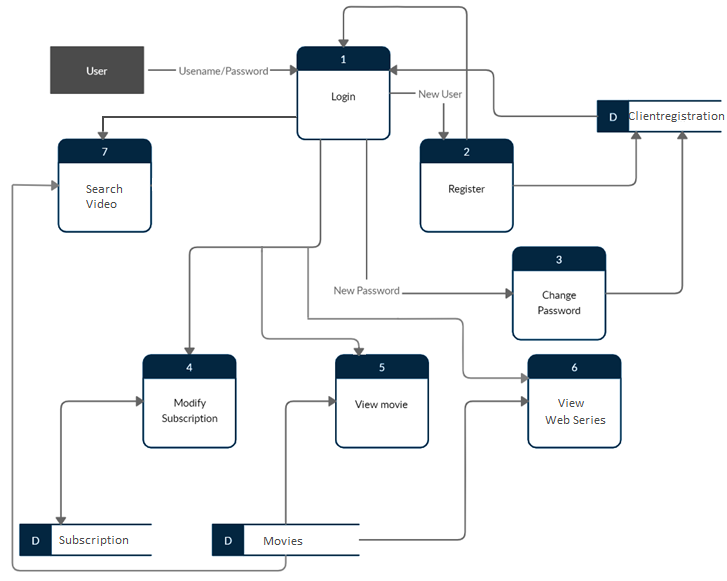 1
User
Usename/Password
Login
New User
D
Clientregistration
7
Search
Video
2
Register
3
Change
Password
New Password
4
Modify
Subscription
5
View movie
6
View
Web Series
D
Subscription
D
Movies